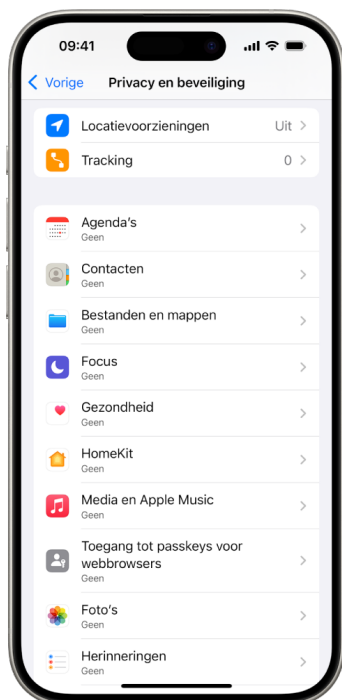 09:41
Vorige
Privacy en beveiliging
Locatievoorzieningen Uit
Tracking 0
Agenda's
Geen
Contacten
Geen
Bestanden en mappen
Geen
Focus
Geen
Gezondheid
Geen
HomeKit
Geen
Media en Apple Music
Geen
Toegang tot passkeys voor
webbrowsers
Geen
Foto's
Geen
Herinneringen
Geen